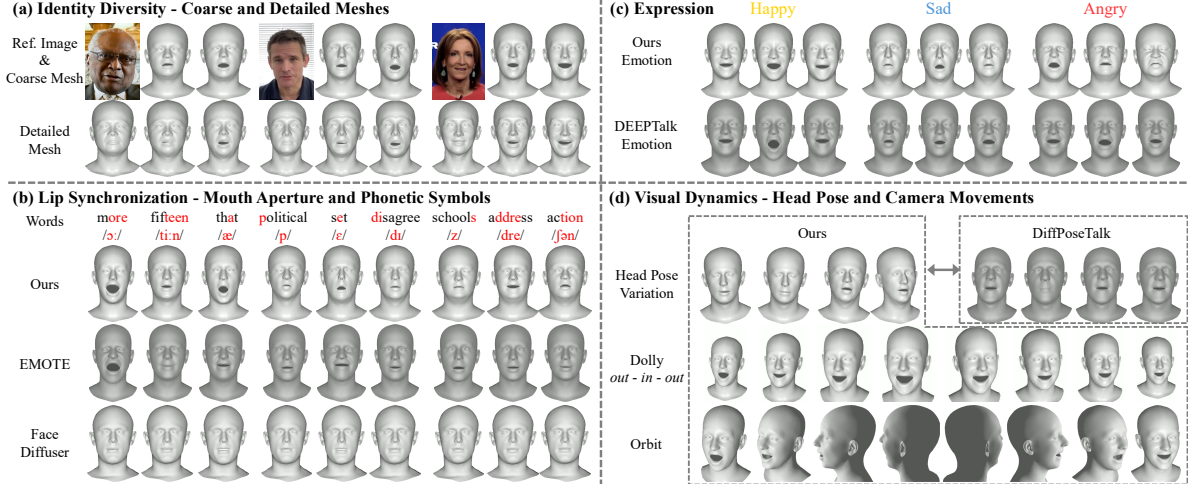 (a) Identity Diversity - Coarse and Detailed Meshes
Ref. Image
&
Coarse Mesh
Detailed
Mesh
(b) Lip Synchronization - Mouth Aperture and Phonetic Symbols
Words
more fifteen that political set disagree schools address action
/ɔː/ /tiːn/ /æ/ /p/ /ɛ/ /dɪ/ /z/ /dre/ /ʃən/
Ours
EMOTE
Face
Diffuser
(c) Expression
Happy Sad Angry
Ours
Emotion
DEEPTalk
Emotion
(d) Visual Dynamics - Head Pose and Camera Movements
Ours DiffPoseTalk
Head Pose
Variation
Dolly
out - in - out
Orbit